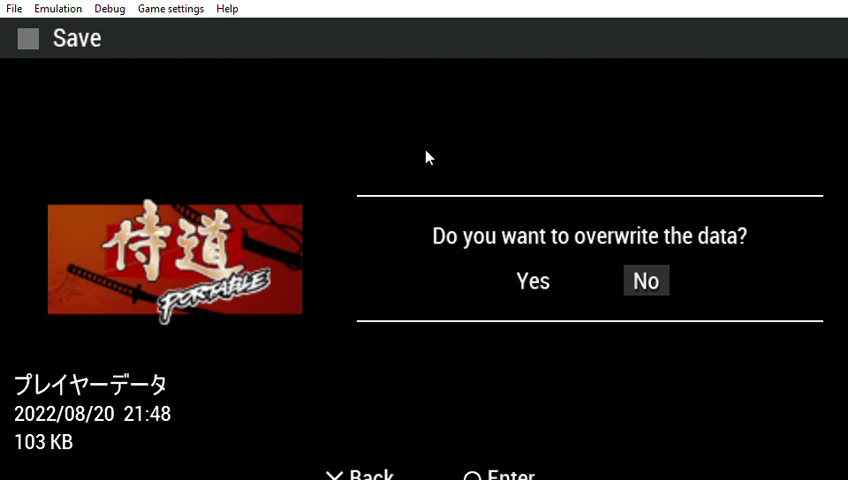 File Emulation Debug Game settings Help
Save
侍道
PORTABLE
Do you want to overwrite the data?
Yes No
プレイヤーデータ
2022/08/20 21:48
103 KB
Back Enter